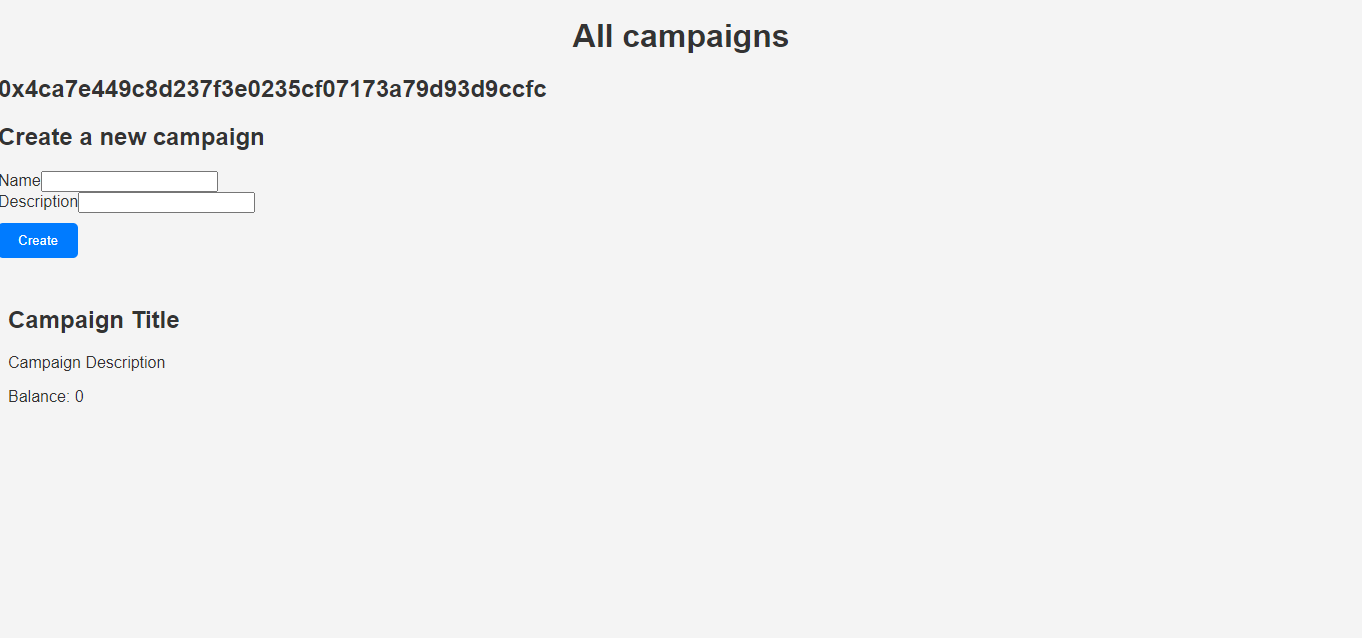 All campaigns
0x4ca7e449c8d237f3e0235cf07173a79d93d9ccfc
Create a new campaign
Name
Description
Create
Campaign Title
Campaign Description
Balance: 0